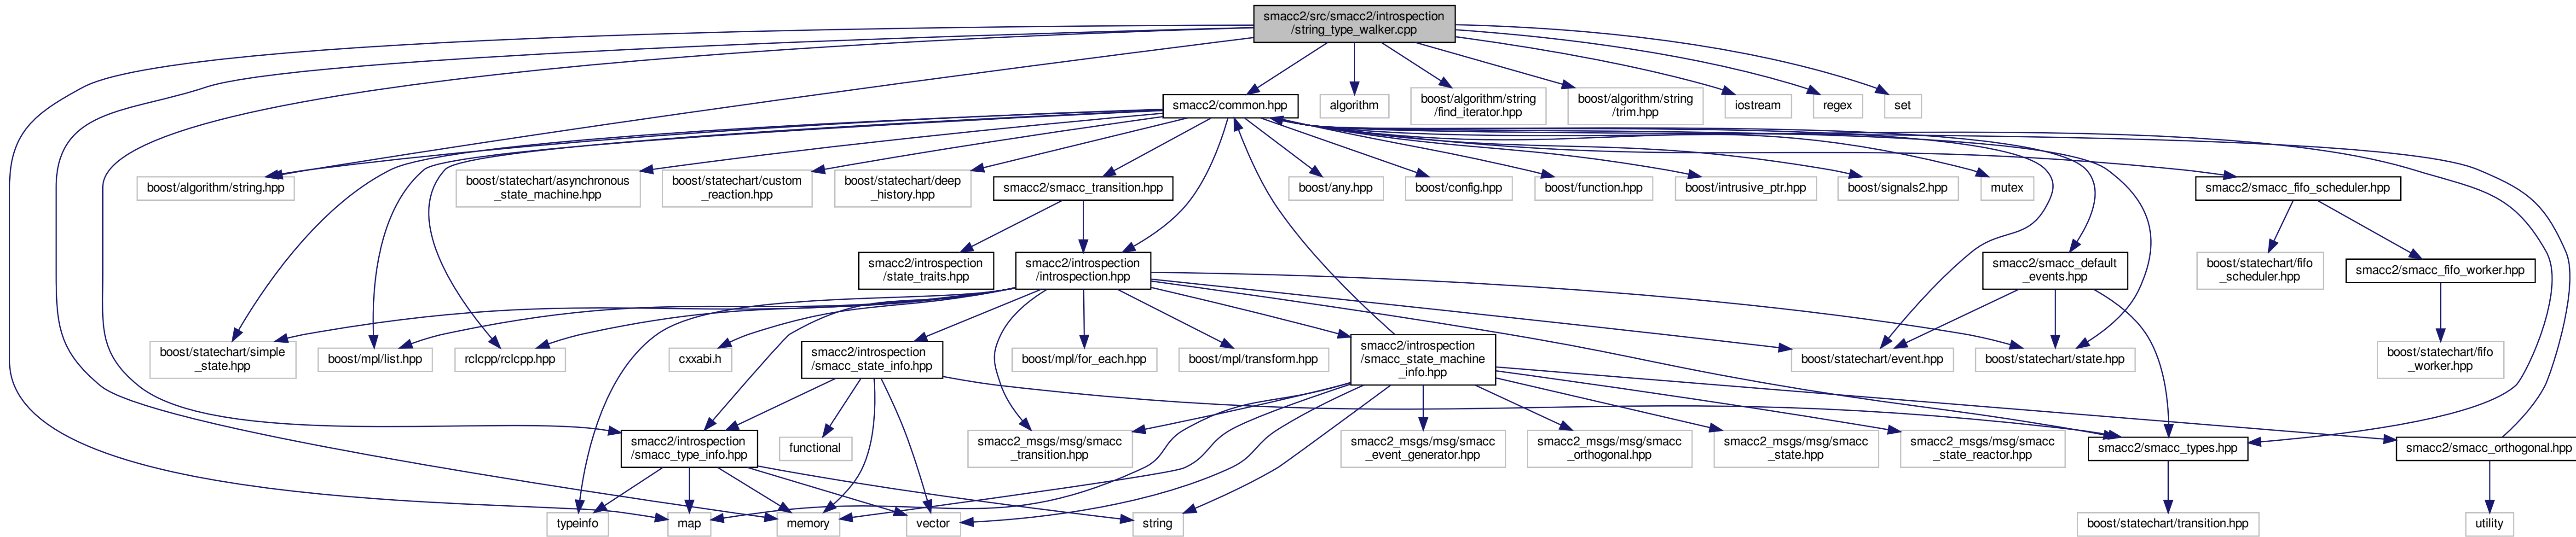 smacc2/src/smacc2/introspection
/string_type_walker.cpp
smacc2/common.hpp
algorithm
boost/algorithm/string
/find_iterator.hpp
boost/algorithm/string
/trim.hpp
iostream
regex
set
boost/algorithm/string.hpp
boost/statechart/asynchronous
_state_machine.hpp
boost/statechart/custom
_reaction.hpp
boost/statechart/deep
_history.hpp
smacc2/smacc_transition.hpp
boost/any.hpp
boost/config.hpp
boost/function.hpp
boost/intrusive_ptr.hpp
boost/signals2.hpp
mutex
smacc2/smacc_fifo_scheduler.hpp
smacc2/introspection
/state_traits.hpp
smacc2/introspection
/introspection.hpp
smacc2/smacc_default
_events.hpp
boost/statechart/fifo
_scheduler.hpp
smacc2/smacc_fifo_worker.hpp
boost/statechart/simple
_state.hpp
boost/mpl/list.hpp
rclcpp/rclcpp.hpp
cxxabi.h
smacc2/introspection
/smacc_state_info.hpp
boost/mpl/for_each.hpp
boost/mpl/transform.hpp
smacc2/introspection
/smacc_state_machine
_info.hpp
boost/statechart/event.hpp
boost/statechart/state.hpp
boost/statechart/fifo
_worker.hpp
smacc2/introspection
/smacc_type_info.hpp
functional
smacc2_msgs/msg/smacc
_transition.hpp
smacc2_msgs/msg/smacc
_event_generator.hpp
smacc2_msgs/msg/smacc
_orthogonal.hpp
smacc2_msgs/msg/smacc
_state.hpp
smacc2_msgs/msg/smacc
_state_reactor.hpp
smacc2/smacc_types.hpp
smacc2/smacc_orthogonal.hpp
typeinfo
map
memory
vector
string
boost/statechart/transition.hpp
utility